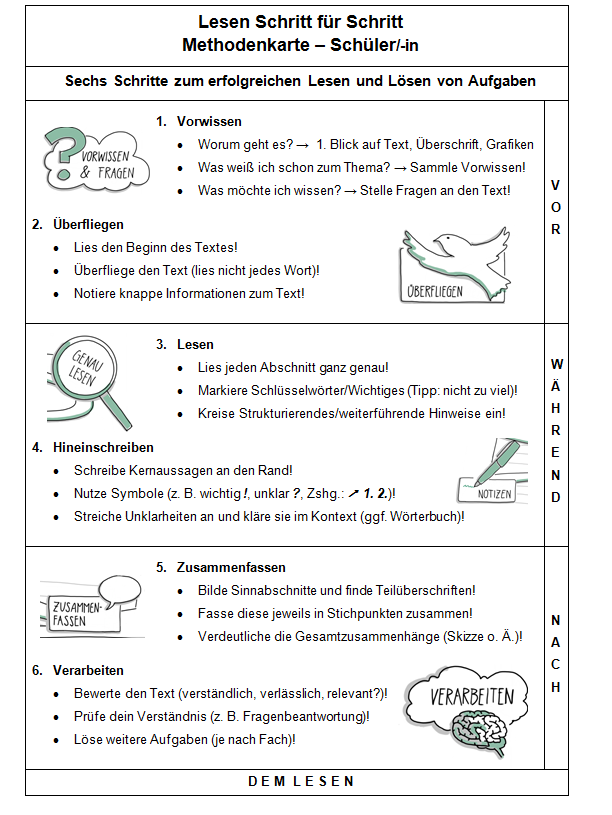 Lesen Schritt für Schritt
Methodenkarte – Schüler/-in
Sechs Schritte zum erfolgreichen Lesen und Lösen von Aufgaben
VORWISSEN
& FRAGEN
1. Vorwissen
• Worum geht es? → 1. Blick auf Text, Überschrift, Grafiken
• Was weiß ich schon zum Thema? → Sammle Vorwissen!
• Was möchte ich wissen? → Stelle Fragen an den Text!
2. Überfliegen
• Lies den Beginn des Textes!
• Überfliege den Text (lies nicht jedes Wort)!
• Notiere knappe Informationen zum Text!
ÜBERFLIEGEN
VOR
GENAU
LESEN
3. Lesen
• Lies jeden Abschnitt ganz genau!
• Markiere Schlüsselwörter/Wichtiges (Tipp: nicht zu viel)!
• Kreise Strukturierendes/weiterführende Hinweise ein!
4. Hineinschreiben
• Schreibe Kernaussagen an den Rand!
• Nutze Symbole (z. B. wichtig !, unklar ?, Zshg.: ↗ 1. 2.)!
• Streiche Unklarheiten an und kläre sie im Kontext (ggf. Wörterbuch)!
NOTIZEN
WÄHREND
ZUSAMMEN-
FASSEN
5. Zusammenfassen
• Bilde Sinnabschnitte und finde Teilüberschriften!
• Fasse diese jeweils in Stichpunkten zusammen!
• Verdeutliche die Gesamtzusammenhänge (Skizze o. Ä.)!
6. Verarbeiten
• Bewerte den Text (verständlich, verlässlich, relevant?)!
• Prüfe dein Verständnis (z. B. Fragenbeantwortung)!
• Löse weitere Aufgaben (je nach Fach)!
VERARBEITEN
NACH
DEM LESEN